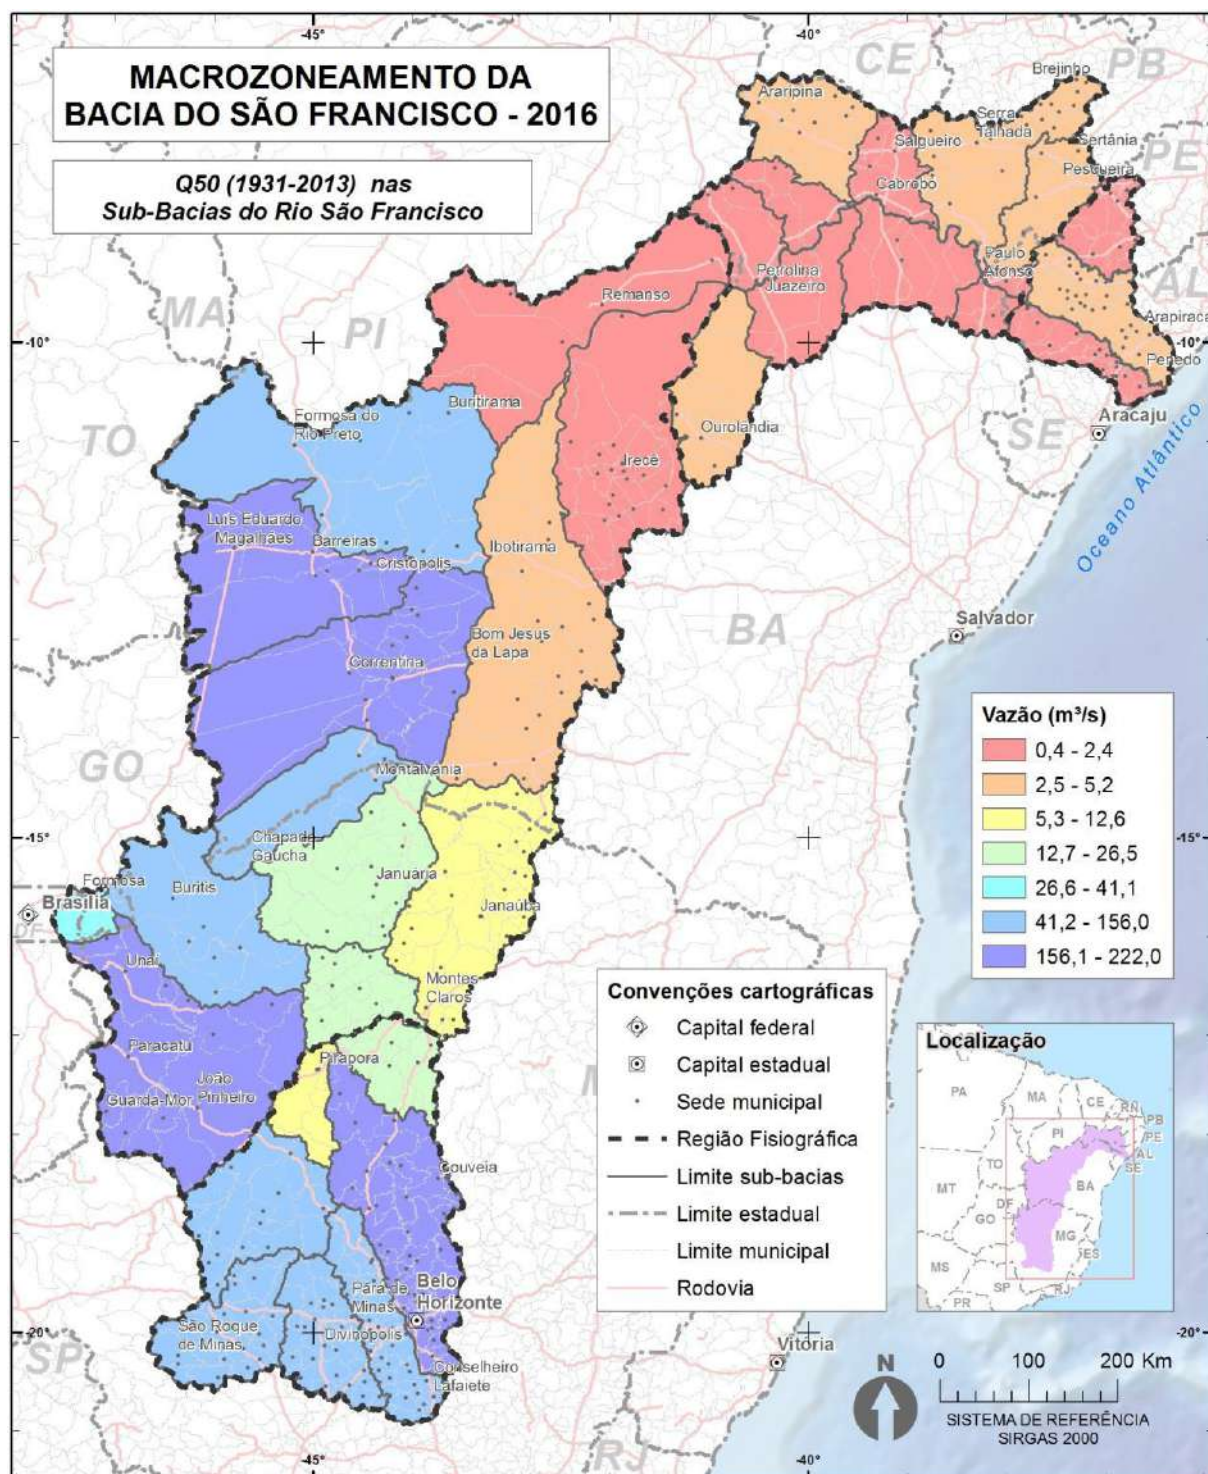 -45°
-40°
MACROZONEAMENTO DA
BACIA DO SÃO FRANCISCO - 2016
Q50 (1931-2013) nas
Sub-Bacias do Rio São Francisco
CE
PB
Brejinho
Araripina
Serra
Talhada
Salgueiro
Sertânia
Pesqueira
PE
Cabrobó
Paulo
Afonso
Petrolina
Juazeiro
Remanso
AL
Arapiraca
MA
PI
-10°
-10°
Penedo
Buritirama
Formosa do
Rio Preto
Aracaju
TO
Ourolandia
SE
Irecê
Oceano Atlântico
Luís Eduardo
Magalhães
Barreiras
Ibotirama
Cristópolis
Salvador
BA
Bom Jesus
da Lapa
Correntina
Vazão (m³/s)
0,4 - 2,4
2,5 - 5,2
5,3 - 12,6
12,7 - 26,5
26,6 - 41,1
41,2 - 156,0
156,1 - 222,0
GO
Montalvânia
-15°
-15°
Chapada
Gaúcha
Januária
Formosa
Buritis
Brasília
DF
Janaúba
Unaí
Montes
Claros
Convenções cartográficas
Capital federal
Capital estadual
Sede municipal
Região Fisiográfica
Limite sub-bacias
Limite estadual
Limite municipal
Rodovia
Localização
PA
MA
CE
RN
PB
PI
PE
AL
SE
TO
BA
MT
DF
GO
MG
ES
MS
SP
RJ
PR
Paracatu
Pirapora
João
Pinheiro
Guarda-Mor
Gouveia
Pará de
Minas
Belo
Horizonte
São Roque
de Minas
Divinópolis
-20°
-20°
Conselheiro
Lafaiete
SP
Vitória
N
0 100 200 Km
SISTEMA DE REFERÊNCIA
SIRGAS 2000
RJ
-45°
-40°